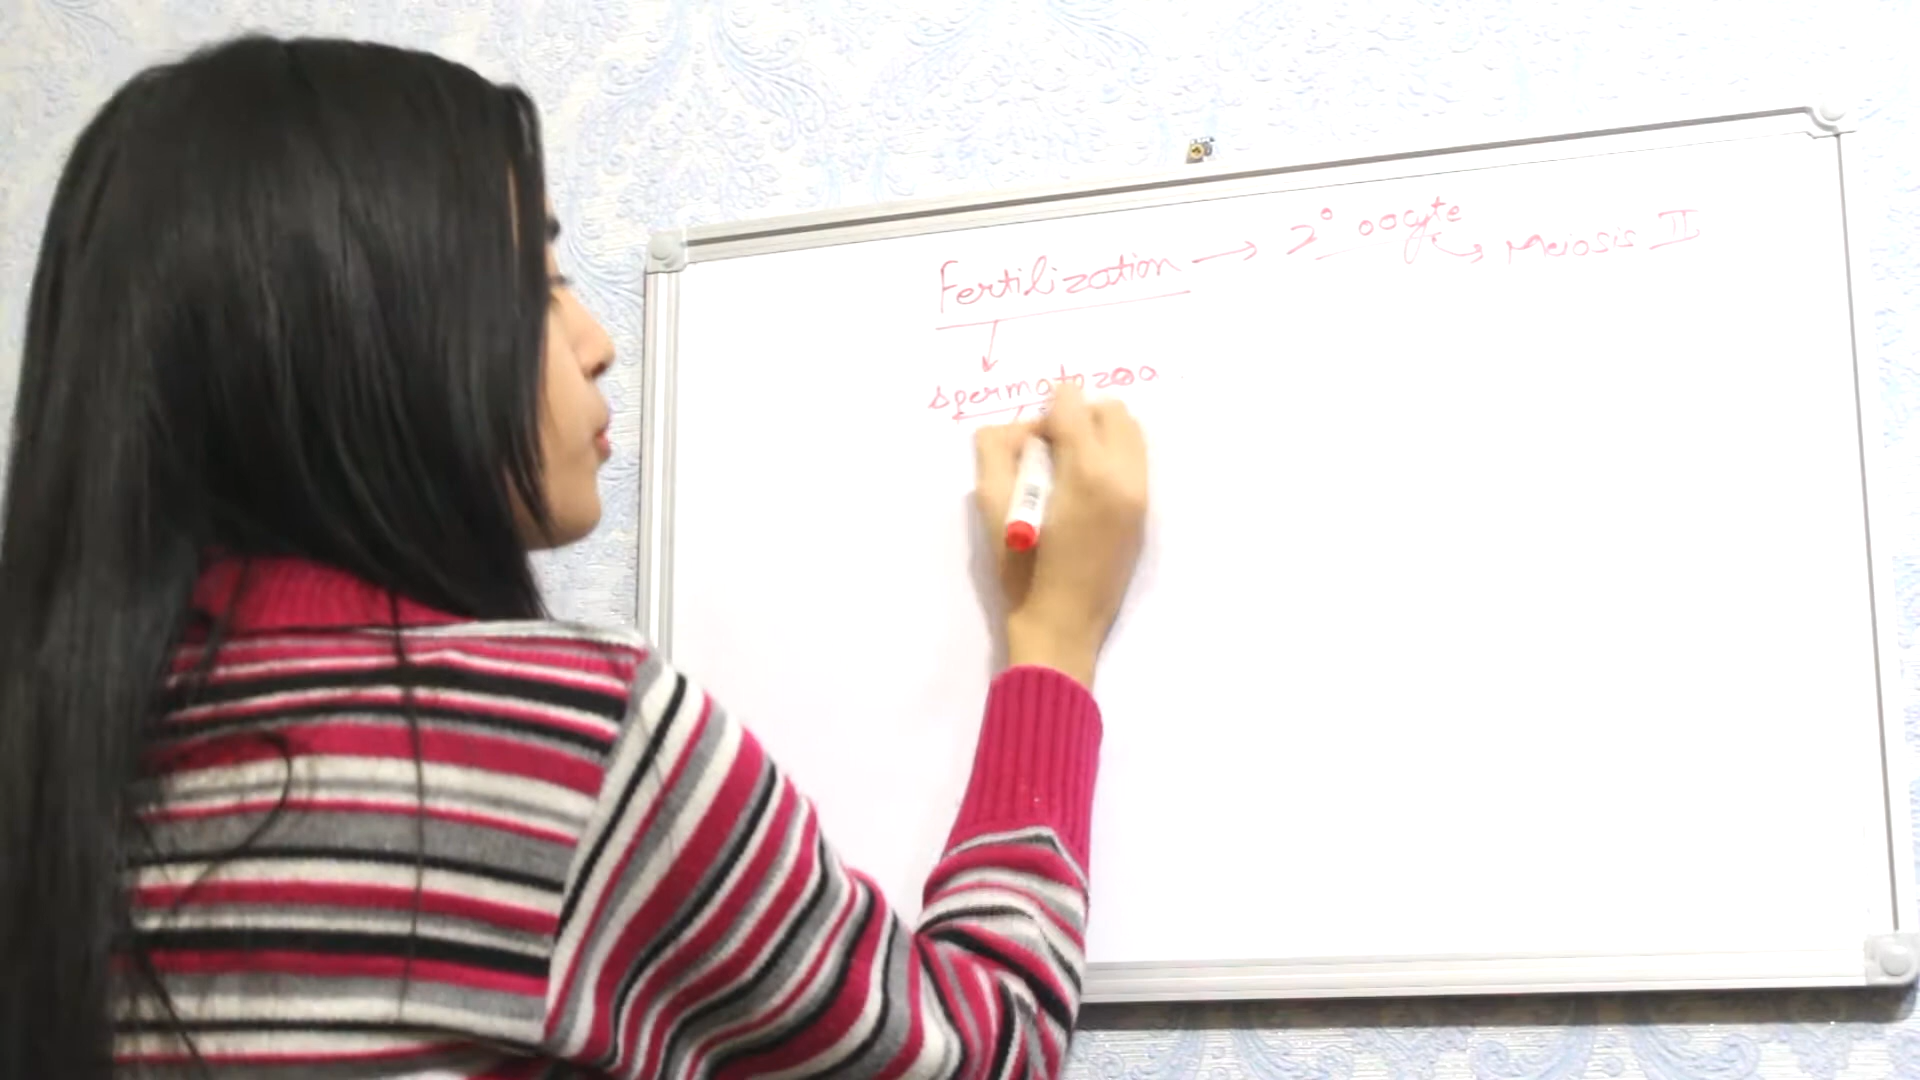 Fertilization → 2° oocyte → Meiosis II
spermatozoa